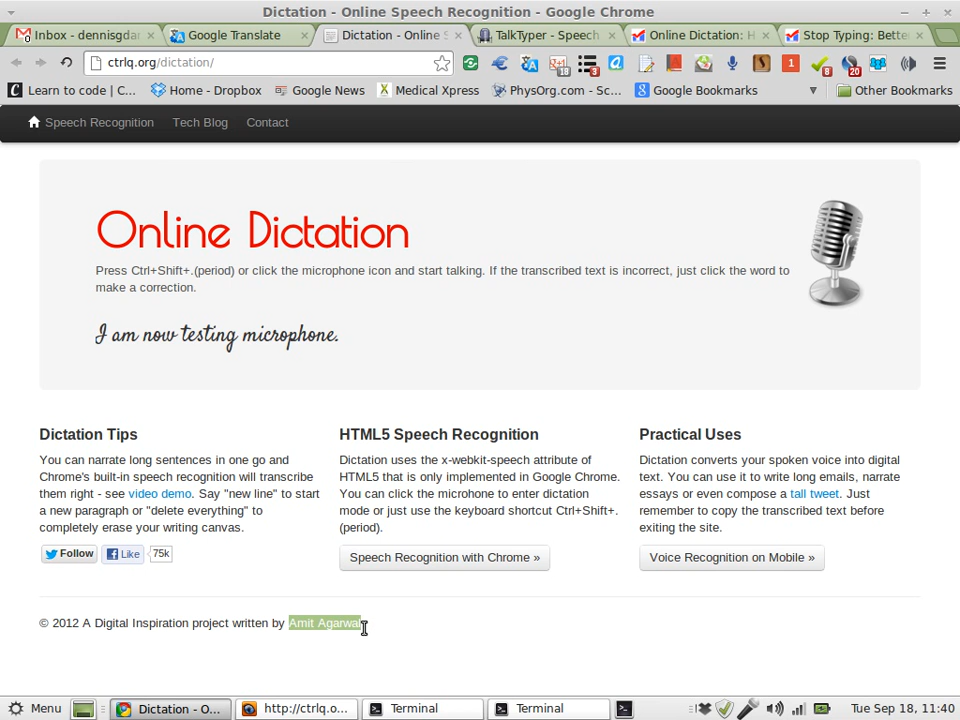 Dictation - Online Speech Recognition - Google Chrome
Inbox - dennisgda
Google Translate
Dictation - Online S
TalkTyper - Speech
Online Dictation: H
Stop Typing: Bette
ctrlq.org/dictation/
18
3
1
8
20
Learn to code | C...
Home - Dropbox
Google News
Medical Xpress
PhysOrg.com - Sc...
Google Bookmarks
Other Bookmarks
Speech Recognition
Tech Blog
Contact
Online Dictation
Press Ctrl+Shift+.(period) or click the microphone icon and start talking. If the transcribed text is incorrect, just click the word to
make a correction.
I am now testing microphone.
Dictation Tips
You can narrate long sentences in one go and
Chrome's built-in speech recognition will transcribe
them right - see video demo. Say "new line" to start
a new paragraph or "delete everything" to
completely erase your writing canvas.
Follow
Like
75k
HTML5 Speech Recognition
Dictation uses the x-webkit-speech attribute of
HTML5 that is only implemented in Google Chrome.
You can click the microhone to enter dictation
mode or just use the keyboard shortcut Ctrl+Shift+.
(period).
Speech Recognition with Chrome »
Practical Uses
Dictation converts your spoken voice into digital
text. You can use it to write long emails, narrate
essays or even compose a tall tweet. Just
remember to copy the transcribed text before
exiting the site.
Voice Recognition on Mobile »
© 2012 A Digital Inspiration project written by Amit Agarwal
Menu
Dictation - O...
http://ctrlq.o...
Terminal
Terminal
Tue Sep 18, 11:40